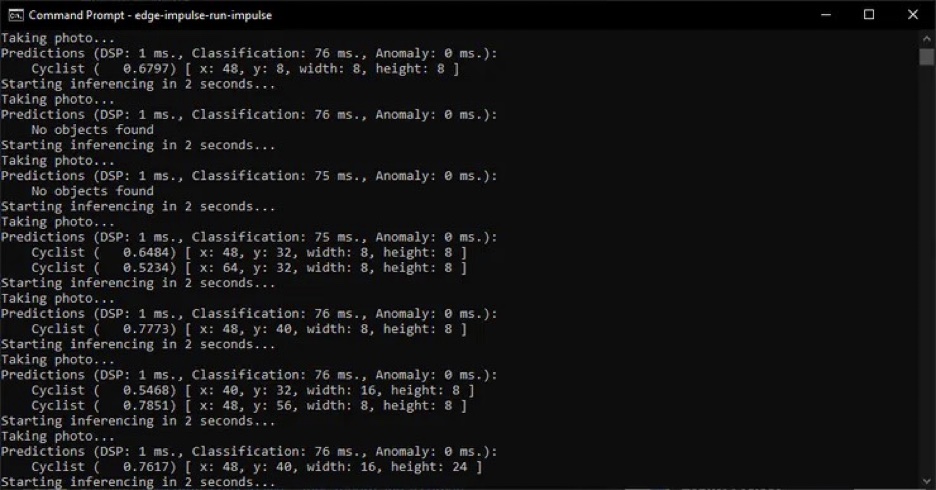 Command Prompt - edge-impulse-run-impulse
Taking photo...
Predictions (DSP: 1 ms., Classification: 76 ms., Anomaly: 0 ms.):
    Cyclist (   0.6797) [ x: 48, y: 8, width: 8, height: 8 ]
Starting inferencing in 2 seconds...
Taking photo...
Predictions (DSP: 1 ms., Classification: 76 ms., Anomaly: 0 ms.):
    No objects found
Starting inferencing in 2 seconds...
Taking photo...
Predictions (DSP: 1 ms., Classification: 75 ms., Anomaly: 0 ms.):
    No objects found
Starting inferencing in 2 seconds...
Taking photo...
Predictions (DSP: 1 ms., Classification: 75 ms., Anomaly: 0 ms.):
    Cyclist (   0.6484) [ x: 48, y: 32, width: 8, height: 8 ]
    Cyclist (   0.5234) [ x: 64, y: 32, width: 8, height: 8 ]
Starting inferencing in 2 seconds...
Taking photo...
Predictions (DSP: 1 ms., Classification: 76 ms., Anomaly: 0 ms.):
    Cyclist (   0.7773) [ x: 48, y: 40, width: 8, height: 8 ]
Starting inferencing in 2 seconds...
Taking photo...
Predictions (DSP: 1 ms., Classification: 76 ms., Anomaly: 0 ms.):
    Cyclist (   0.5468) [ x: 40, y: 32, width: 16, height: 8 ]
    Cyclist (   0.7851) [ x: 48, y: 56, width: 8, height: 8 ]
Starting inferencing in 2 seconds...
Taking photo...
Predictions (DSP: 1 ms., Classification: 76 ms., Anomaly: 0 ms.):
    Cyclist (   0.7617) [ x: 48, y: 40, width: 16, height: 24 ]
Starting inferencing in 2 seconds...